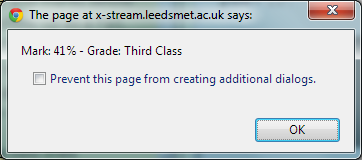 The page at x-stream.leedsmet.ac.uk says:
Mark: 41% - Grade: Third Class
Prevent this page from creating additional dialogs.
OK